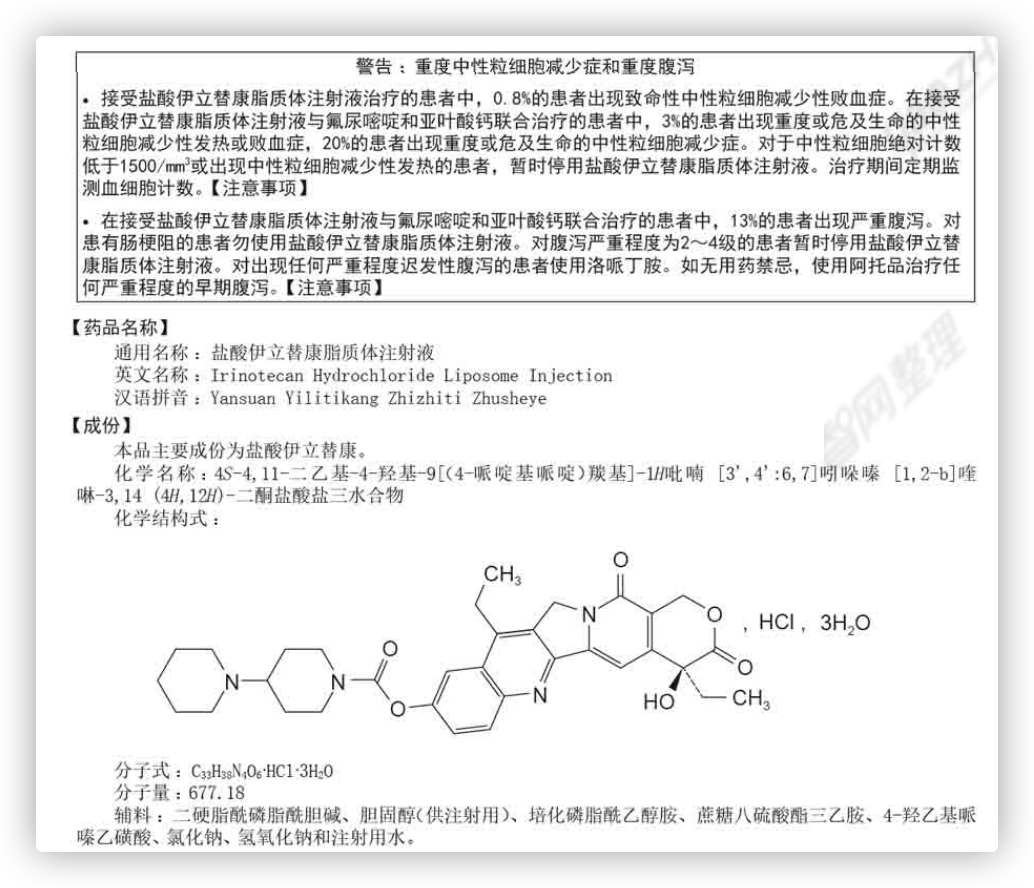 警告：重度中性粒细胞减少症和重度腹泻
• 接受盐酸伊立替康脂质体注射液治疗的患者中，0.8%的患者出现致命性中性粒细胞减少性败血症。在接受
盐酸伊立替康脂质体注射液与氟尿嘧啶和亚叶酸钙联合治疗的患者中，3%的患者出现重度或危及生命的中性
粒细胞减少性发热或败血症，20%的患者出现重度或危及生命的中性粒细胞减少症。对于中性粒细胞绝对计数
低于1500/mm³或出现中性粒细胞减少性发热的患者，暂时停用盐酸伊立替康脂质体注射液。治疗期间定期监
测血细胞计数。【注意事项】
• 在接受盐酸伊立替康脂质体注射液与氟尿嘧啶和亚叶酸钙联合治疗的患者中，13%的患者出现严重腹泻。对
患有肠梗阻的患者勿使用盐酸伊立替康脂质体注射液。对腹泻严重程度为2～4级的患者暂时停用盐酸伊立替
康脂质体注射液。对出现任何严重程度迟发性腹泻的患者使用洛哌丁胺。如无用药禁忌，使用阿托品治疗任
何严重程度的早期腹泻。【注意事项】
【药品名称】
通用名称：盐酸伊立替康脂质体注射液
英文名称：Irinotecan Hydrochloride Liposome Injection
汉语拼音：Yansuan Yilitikang Zhizhiti Zhusheye
【成份】
本品主要成份为盐酸伊立替康。
化学名称：4S-4,11-二乙基-4-羟基-9[(4-哌啶基哌啶)羰基]-1H吡喃 [3',4':6,7]吲哚嗪 [1,2-b]喹
啉-3,14 (4H,12H)-二酮盐酸盐三水合物
化学结构式：
CH₃
O
N
O
, HCl, 3H₂O
O
N
N
O
O
N
HO
CH₃
分子式：C₃₃H₃₈N₄O₆·HCl·3H₂O
分子量：677.18
辅料：二硬脂酰磷脂酰胆碱、胆固醇(供注射用)、培化磷脂酰乙醇胺、蔗糖八硫酸酯三乙胺、4-羟乙基哌
嗪乙磺酸、氯化钠、氢氧化钠和注射用水。
智网整理